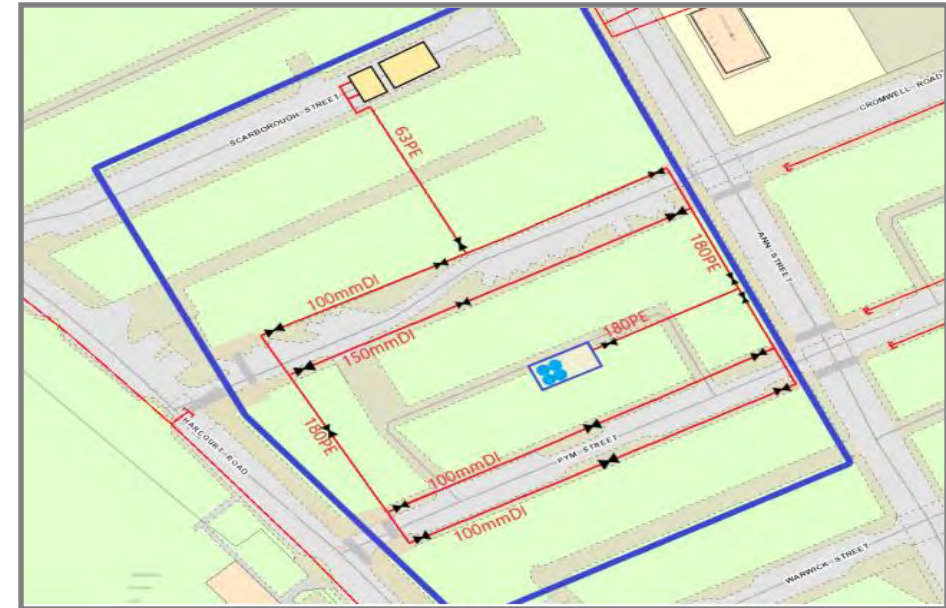 SCARBOROUGH STREET
CROMWELL ROAD
63PE
ANN STREET
180PE
100mmDI
150mmDI
180PE
180PE
HARCOURT ROAD
PYM STREET
100mmDI
100mmDI
WARWICK STREET